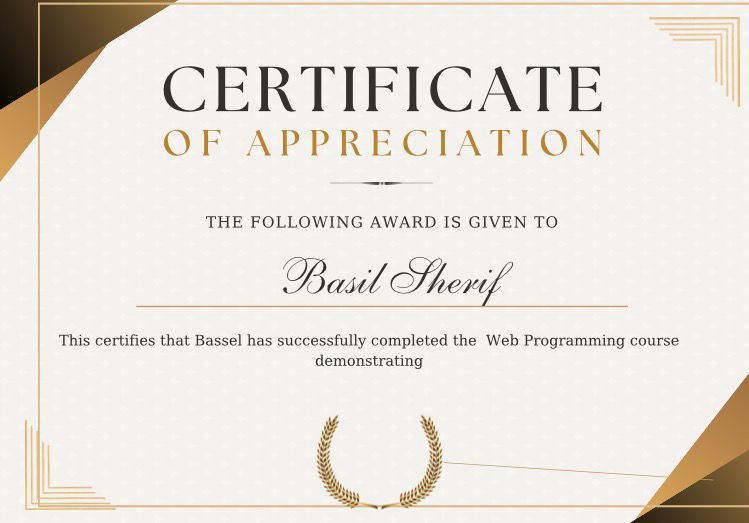 CERTIFICATE
OF APPRECIATION
THE FOLLOWING AWARD IS GIVEN TO
Basil Sherif
This certifies that Bassel has successfully completed the  Web Programming course
demonstrating